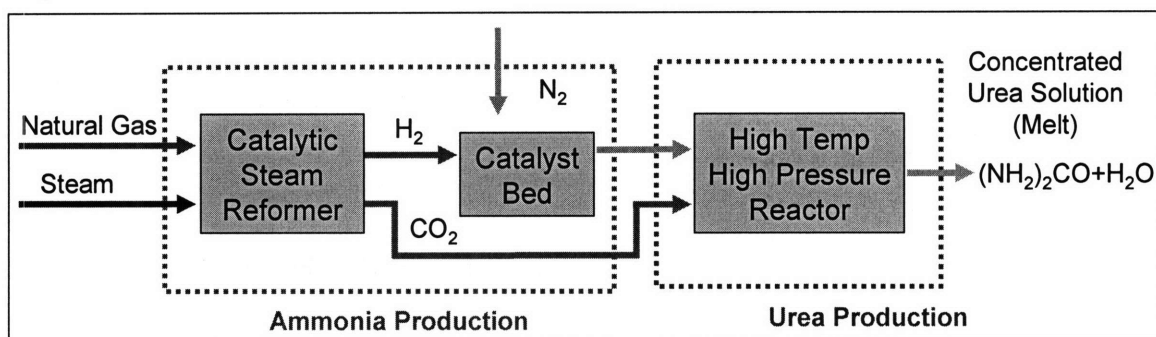 Natural Gas
Steam
Catalytic
Steam
Reformer
H₂
CO₂
N₂
Catalyst
Bed
Ammonia Production
High Temp
High Pressure
Reactor
Urea Production
Concentrated
Urea Solution
(Melt)
(NH₂)₂CO+H₂O